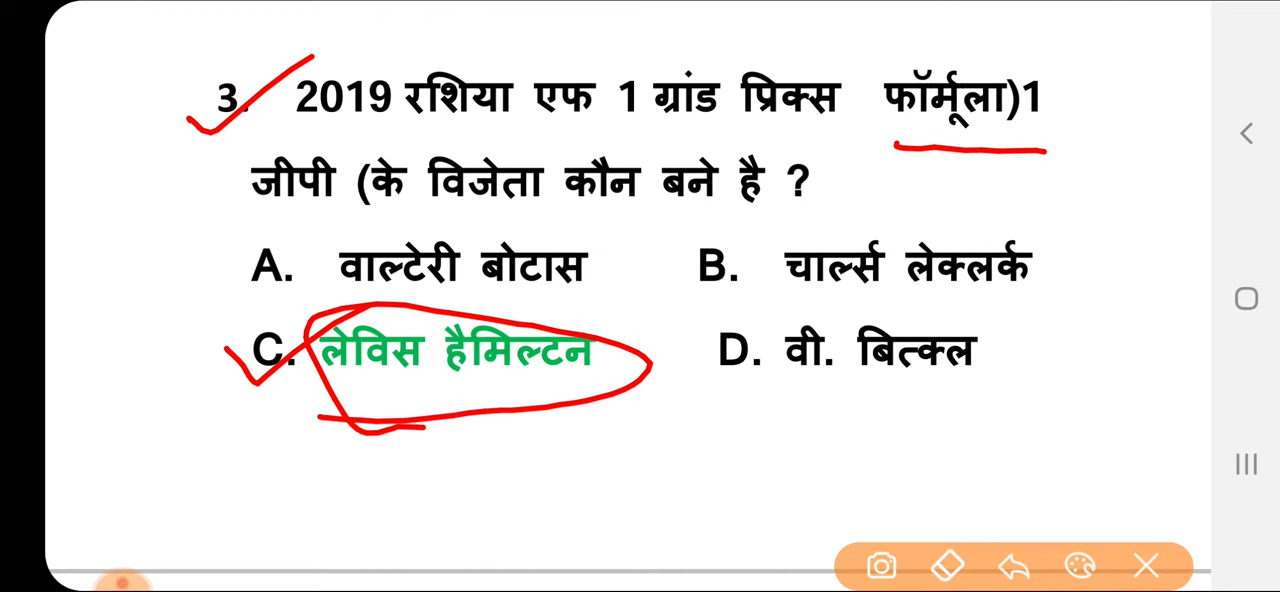 3. 2019 रशिया एफ 1 ग्रांड प्रिक्स फॉर्मूला)1
जीपी (के विजेता कौन बने है ?
A. वाल्टेरी बोटास B. चार्ल्स लेक्लर्क
C. लेविस हैमिल्टन D. वी. बित्क्ल